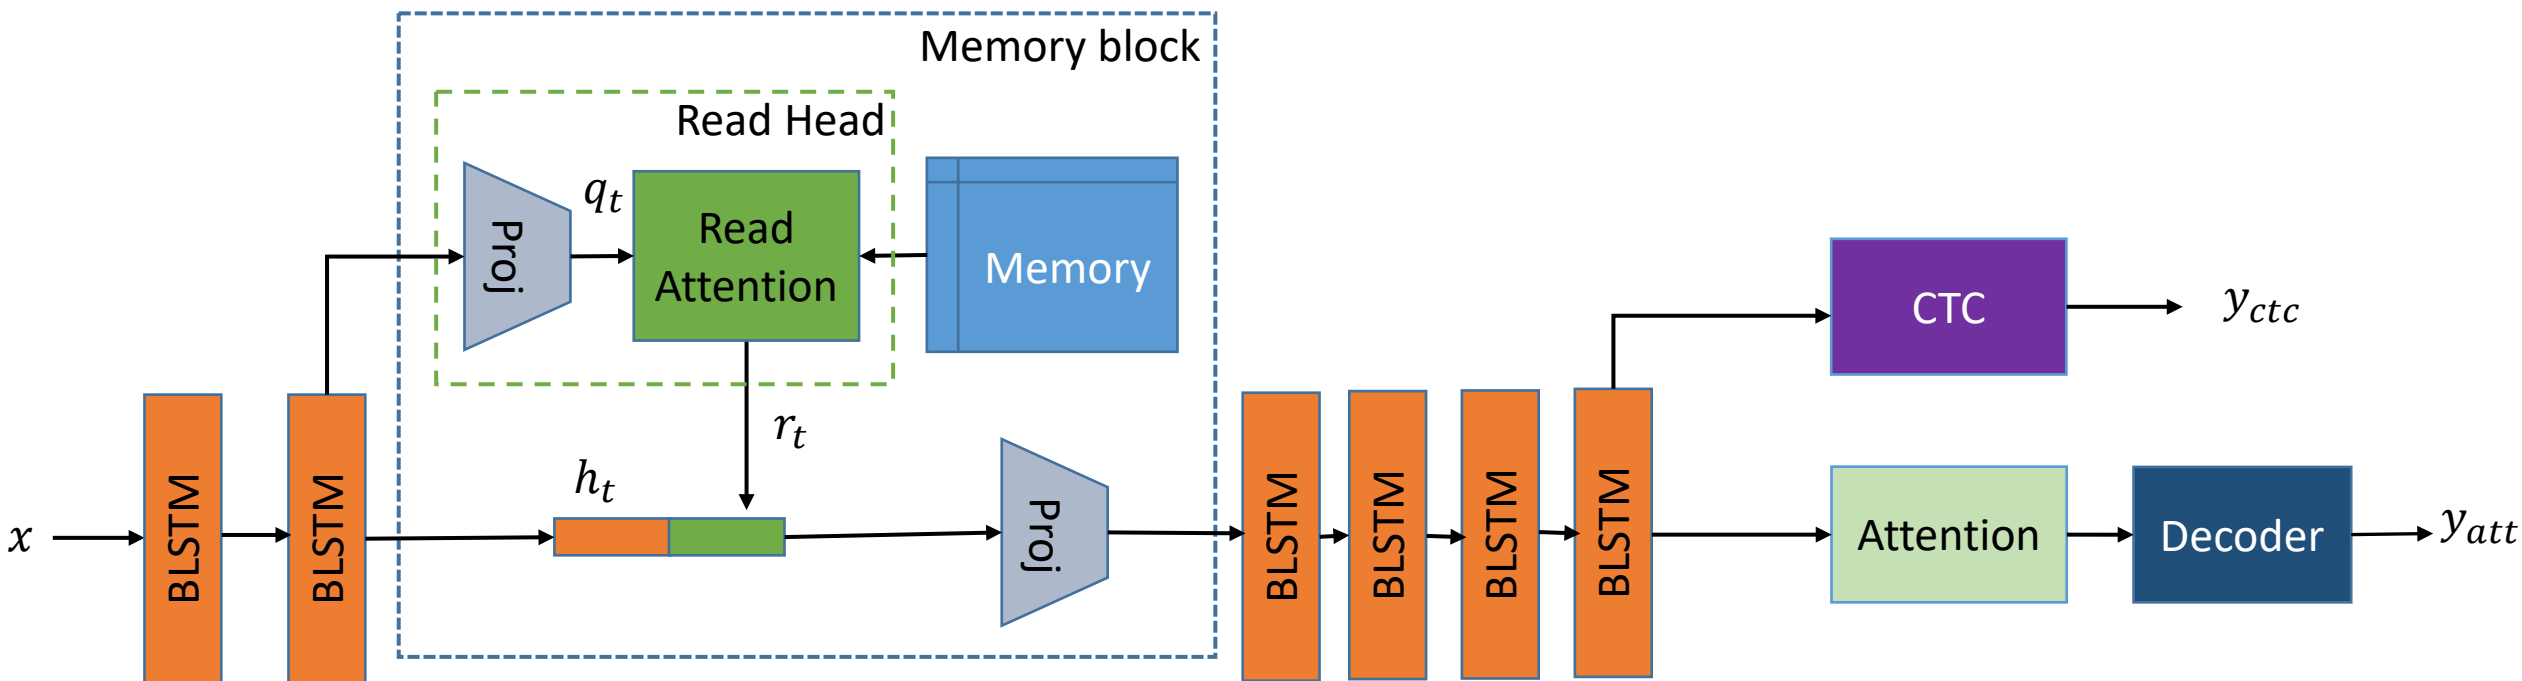 Memory block
Read Head
Proj
q_t
Read
Attention
Memory
r_t
h_t
x
BLSTM
BLSTM
Proj
BLSTM
BLSTM
BLSTM
BLSTM
CTC
y_ctc
Attention
Decoder
y_att